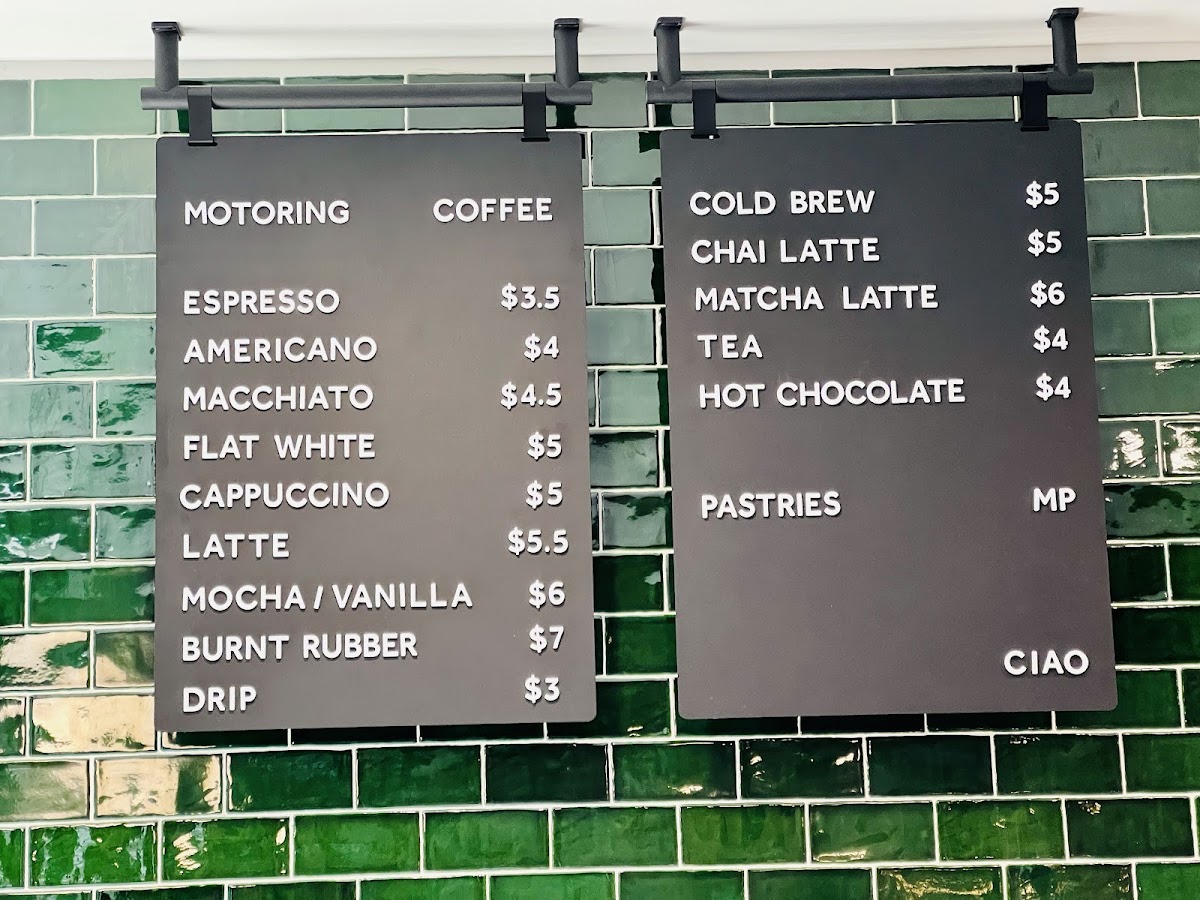 MOTORING COFFEE
ESPRESSO $3.5
AMERICANO $4
MACCHIATO $4.5
FLAT WHITE $5
CAPPUCCINO $5
LATTE $5.5
MOCHA / VANILLA $6
BURNT RUBBER $7
DRIP $3
COLD BREW $5
CHAI LATTE $5
MATCHA LATTE $6
TEA $4
HOT CHOCOLATE $4
PASTRIES MP
CIAO